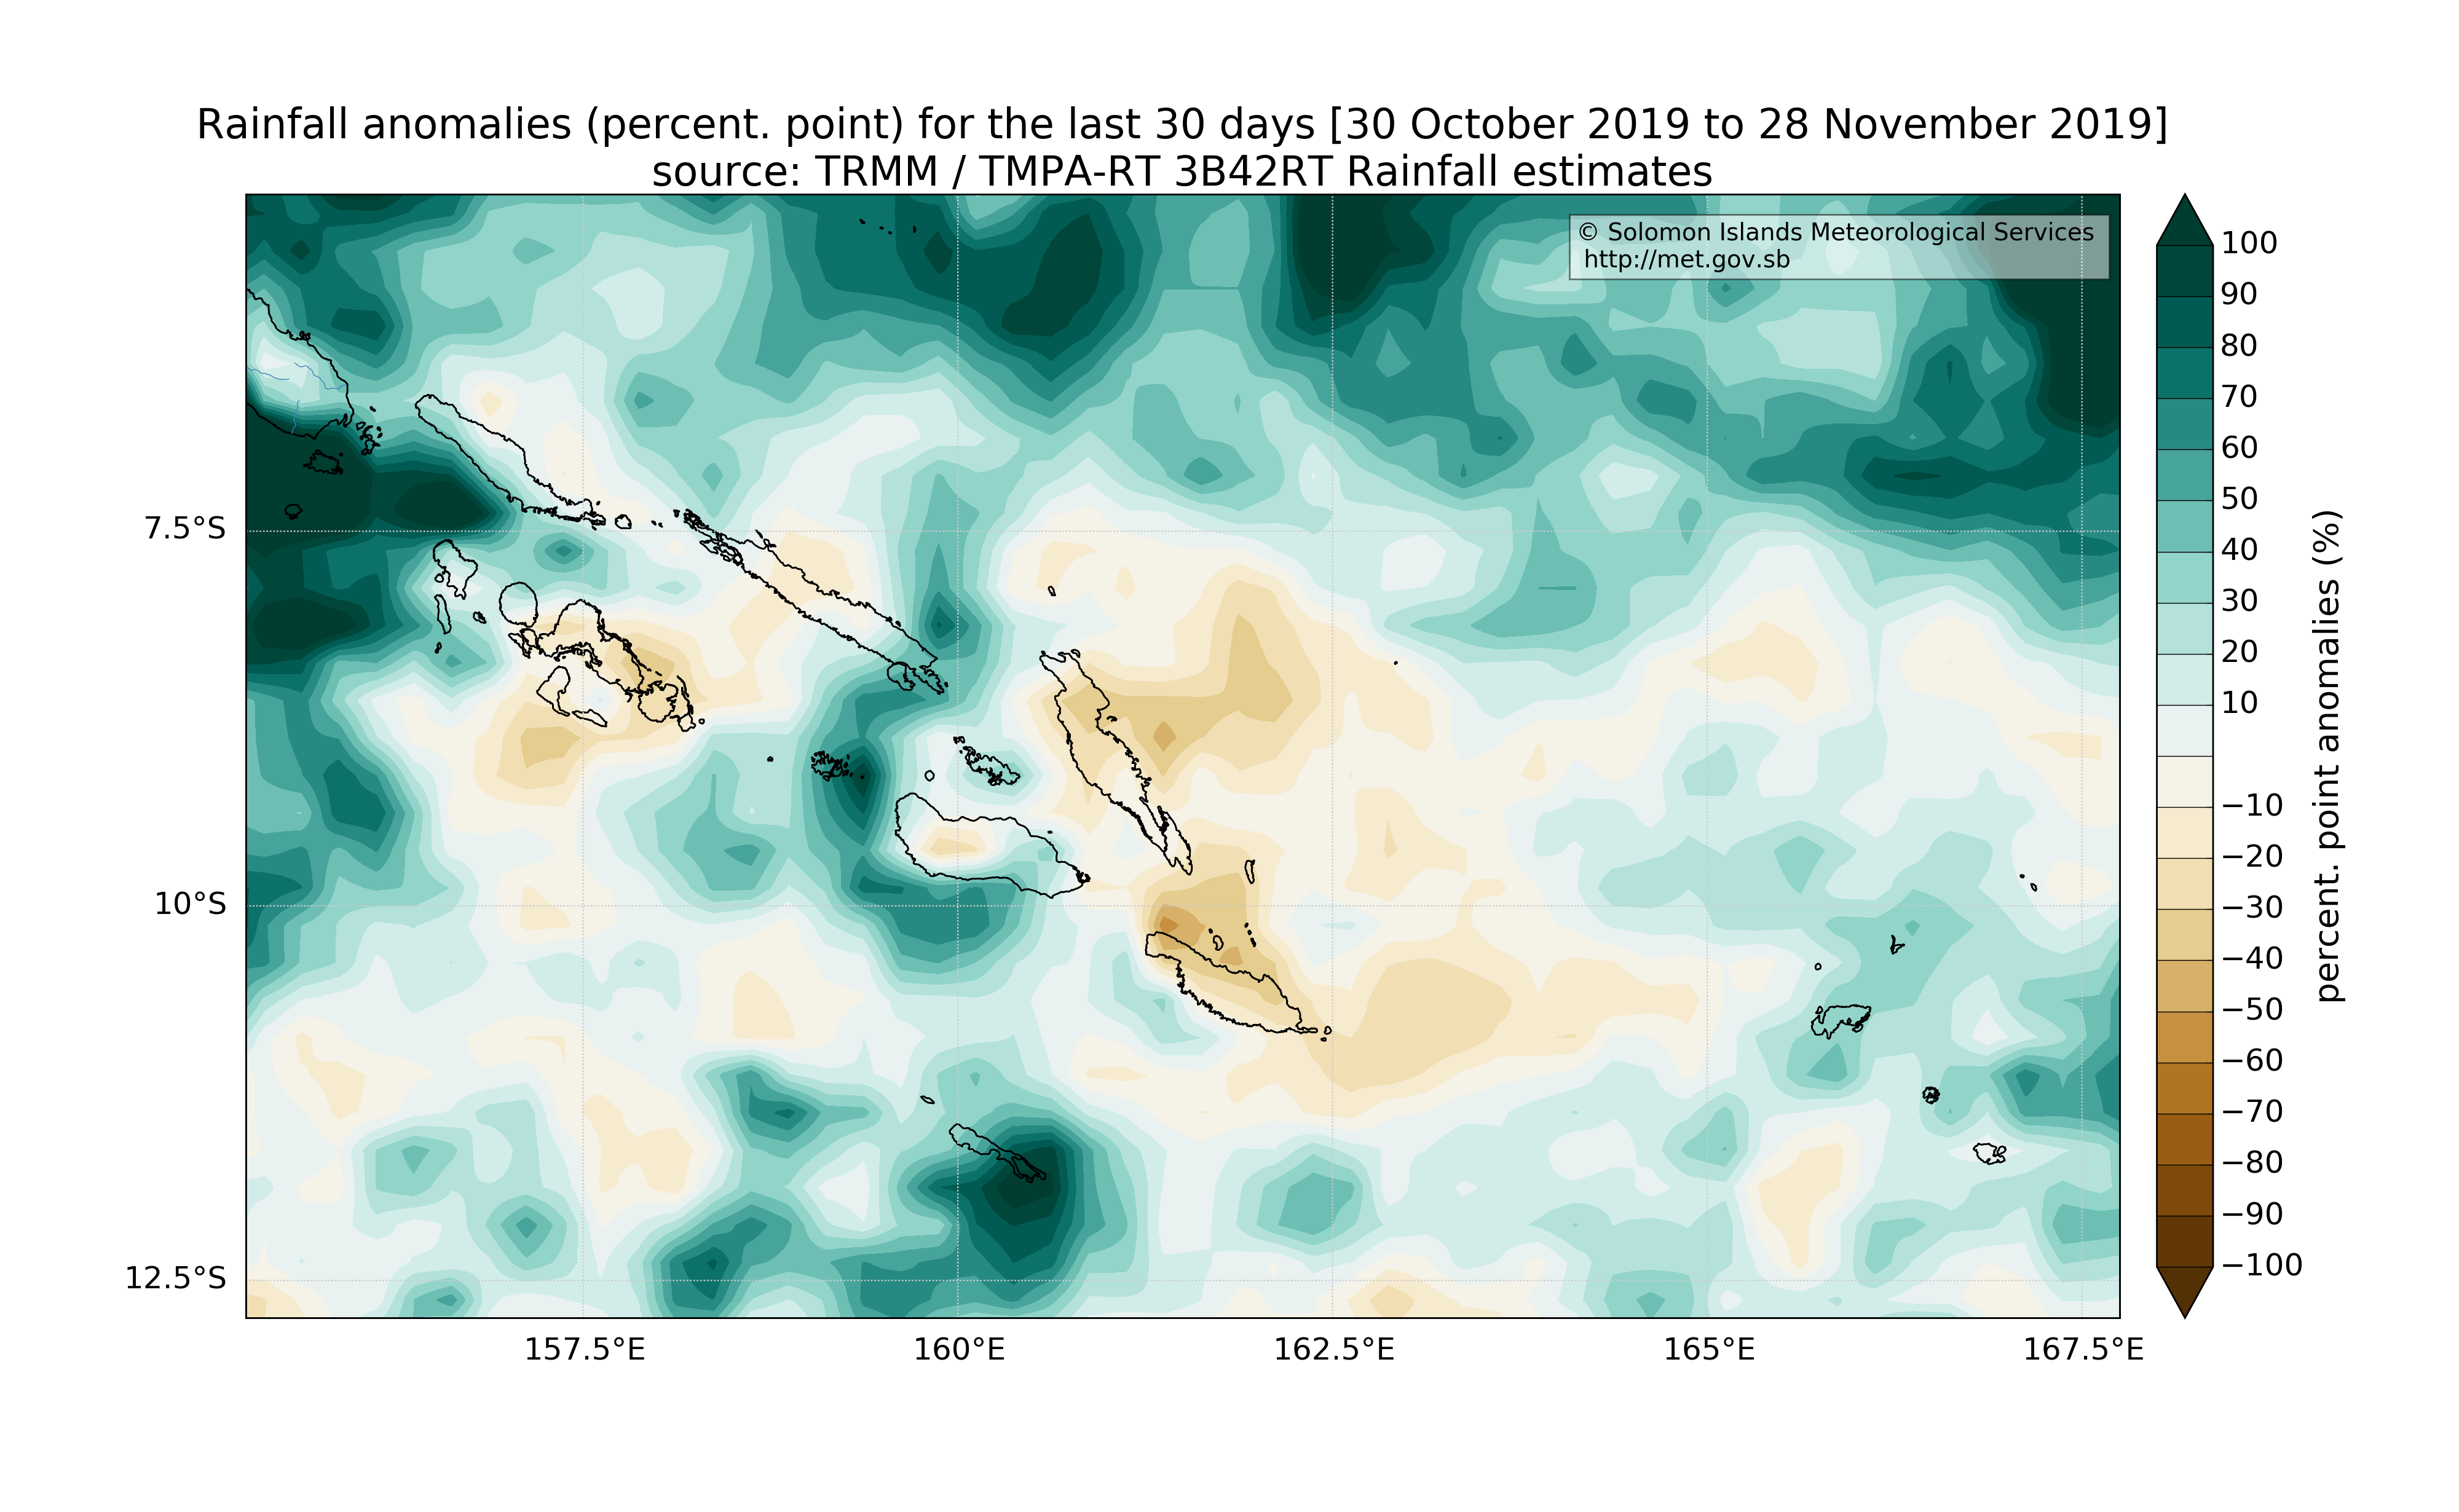 Rainfall anomalies (percent. point) for the last 30 days [30 October 2019 to 28 November 2019]
source: TRMM / TMPA-RT 3B42RT Rainfall estimates
© Solomon Islands Meteorological Services
http://met.gov.sb
7.5°S
10°S
12.5°S
157.5°E
160°E
162.5°E
165°E
167.5°E
100
90
80
70
60
50
40
30
20
10
−10
−20
−30
−40
−50
−60
−70
−80
−90
−100
percent. point anomalies (%)